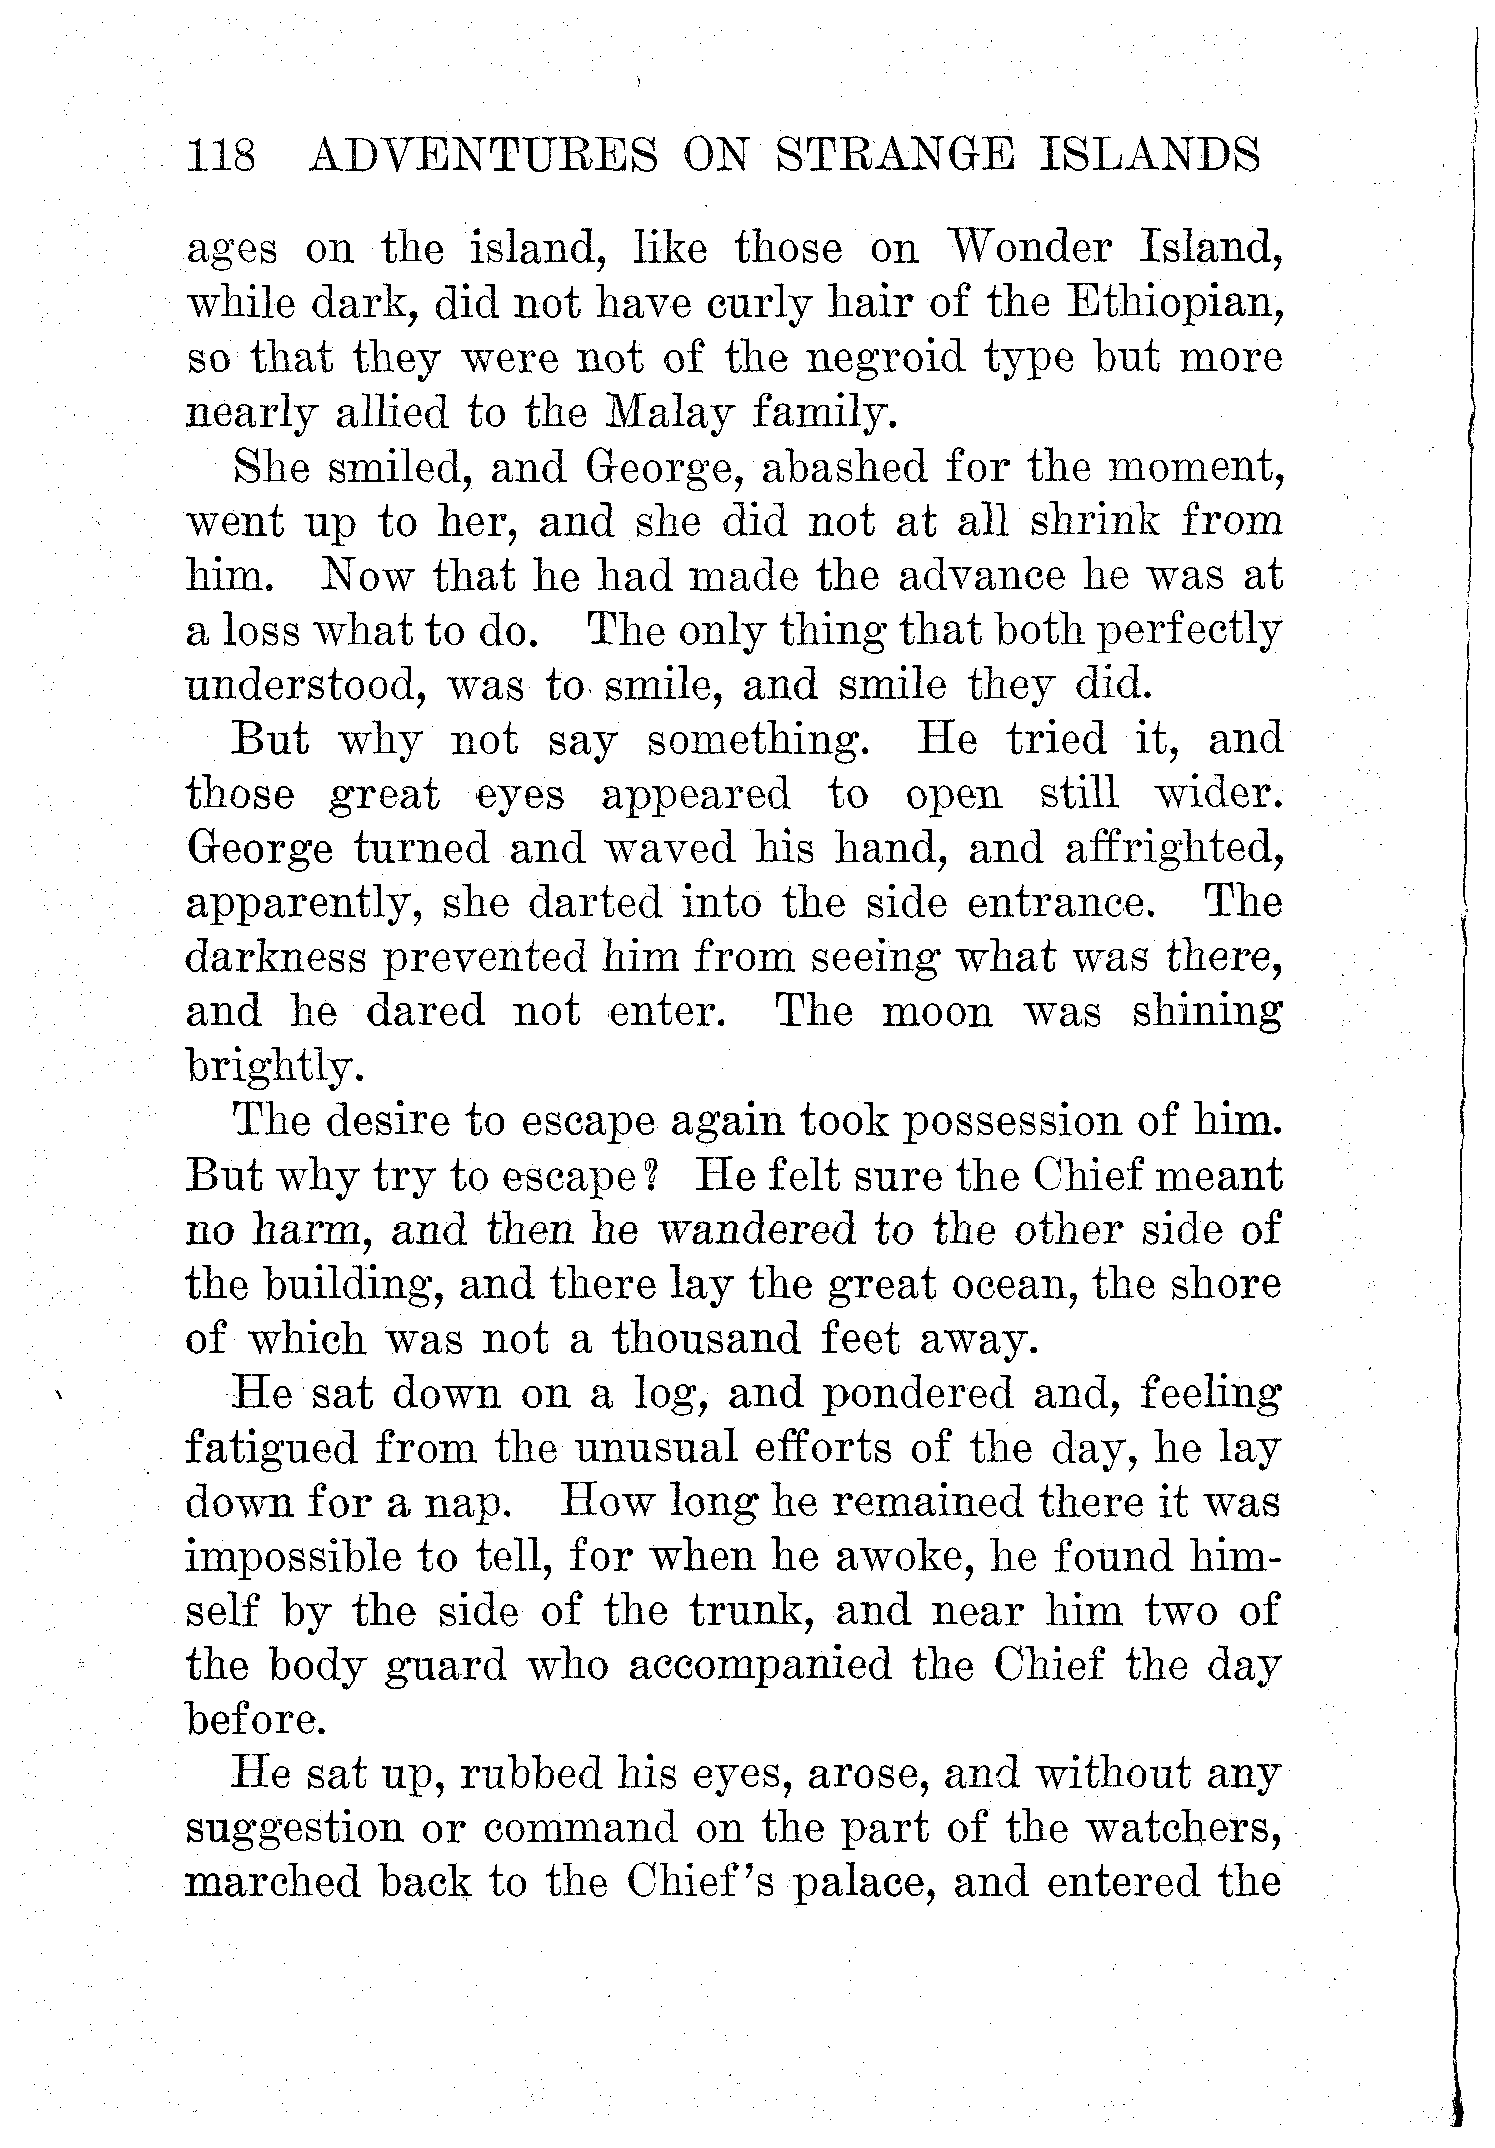 118 ADVENTURES ON STRANGE ISLANDS
ages on the island, like those on Wonder Island,
while dark, did not have curly hair of the Ethiopian,
so that they were not of the negroid type but more
nearly allied to the Malay family.
She smiled, and George, abashed for the moment,
went up to her, and she did not at all shrink from
him. Now that he had made the advance he was at
a loss what to do. The only thing that both perfectly
understood, was to smile, and smile they did.
But why not say something. He tried it, and
those great eyes appeared to open still wider.
George turned and waved his hand, and affrighted,
apparently, she darted into the side entrance. The
darkness prevented him from seeing what was there,
and he dared not enter. The moon was shining
brightly.
The desire to escape again took possession of him.
But why try to escape? He felt sure the Chief meant
no harm, and then he wandered to the other side of
the building, and there lay the great ocean, the shore
of which was not a thousand feet away.
He sat down on a log, and pondered and, feeling
fatigued from the unusual efforts of the day, he lay
down for a nap. How long he remained there it was
impossible to tell, for when he awoke, he found him-
self by the side of the trunk, and near him two of
the body guard who accompanied the Chief the day
before.
He sat up, rubbed his eyes, arose, and without any
suggestion or command on the part of the watchers,
marched back to the Chief's palace, and entered the